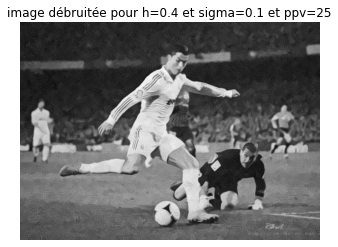 image débruitée pour h=0.4 et sigma=0.1 et ppv=25